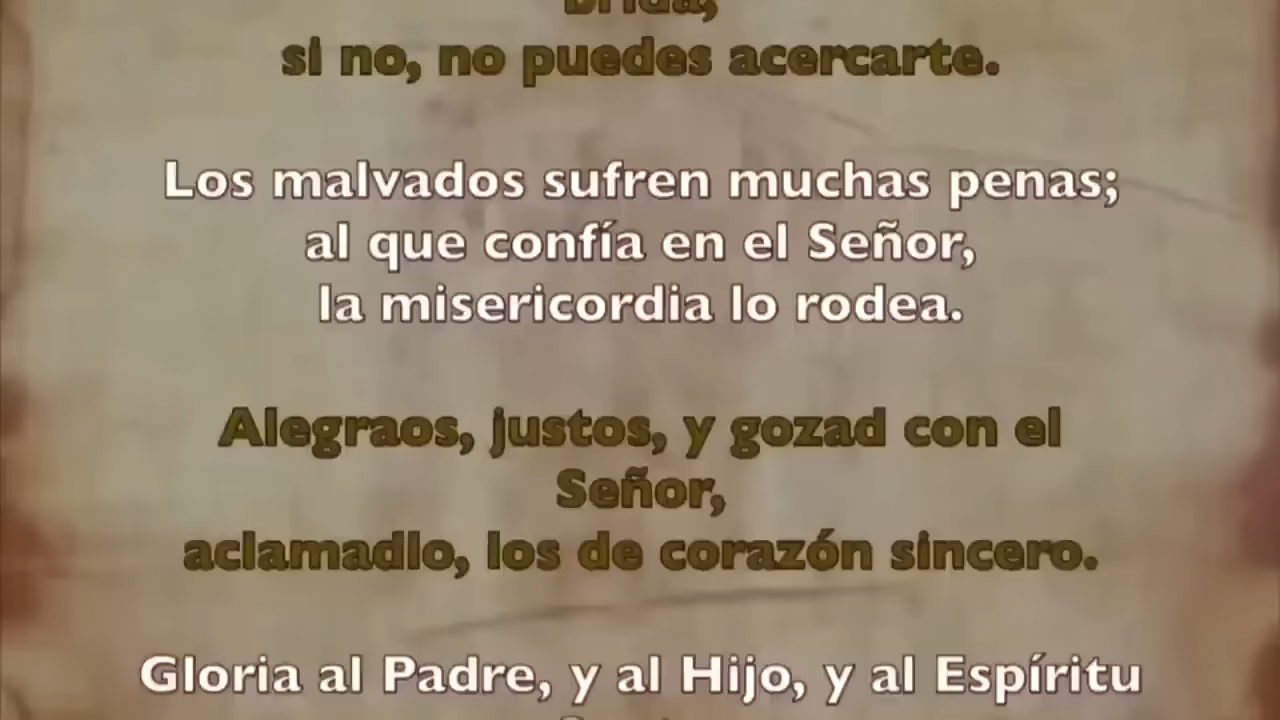 brida,
si no, no puedes acercarte.
Los malvados sufren muchas penas;
al que confía en el Señor,
la misericordia lo rodea.
Alegraos, justos, y gozad con el
Señor,
aclamadlo, los de corazón sincero.
Gloria al Padre, y al Hijo, y al Espíritu